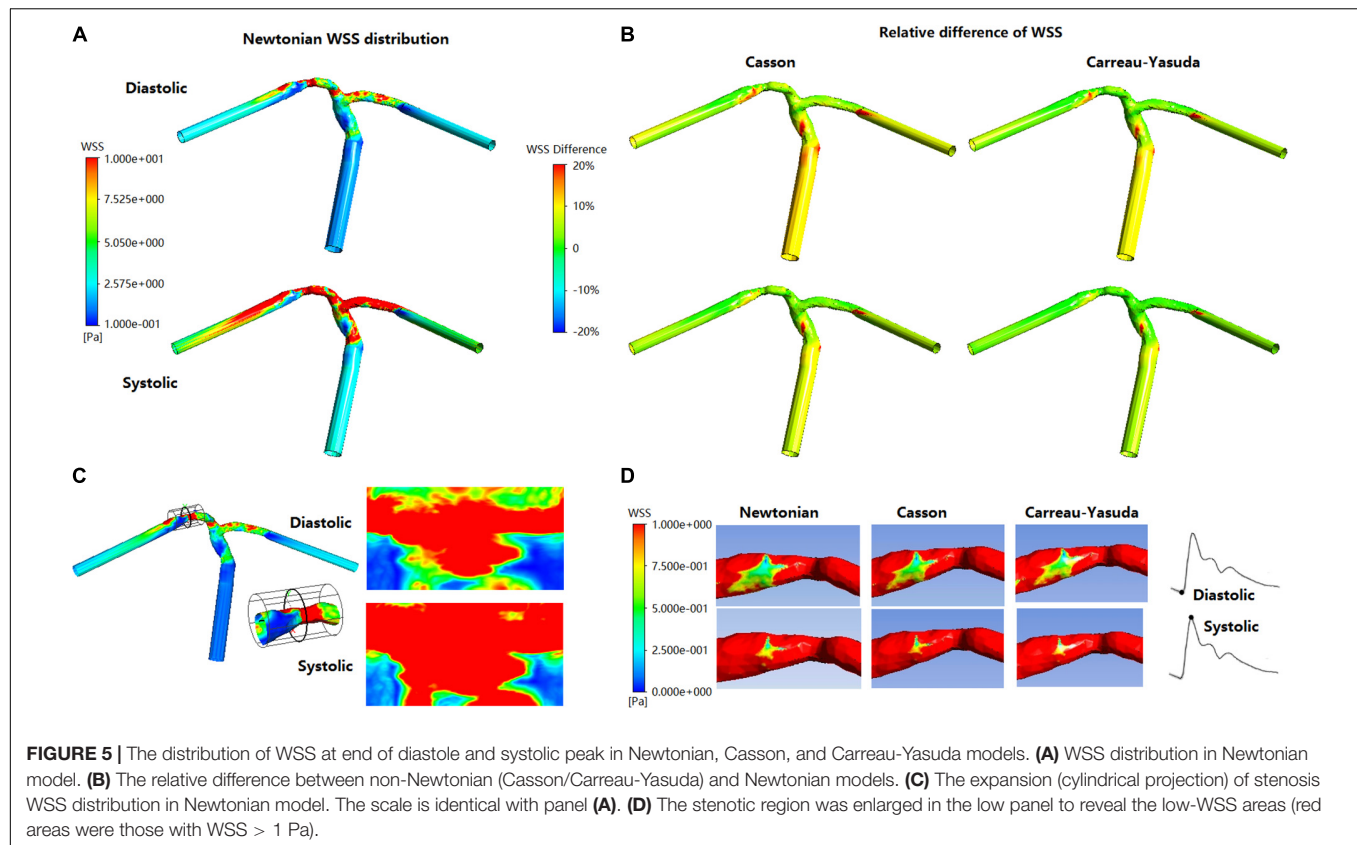 A
Newtonian WSS distribution
Diastolic
WSS
1.000e+001
7.525e+000
5.050e+000
2.575e+000
1.000e-001
[Pa]
Systolic
B
Relative difference of WSS
Casson
Carreau-Yasuda
WSS Difference
20%
10%
0
-10%
-20%
C
Diastolic
Systolic
D
WSS
1.000e+000
7.500e-001
5.000e-001
2.500e-001
0.000e+000
[Pa]
Newtonian
Casson
Carreau-Yasuda
Diastolic
Systolic
FIGURE 5 | The distribution of WSS at end of diastole and systolic peak in Newtonian, Casson, and Carreau-Yasuda models. (A) WSS distribution in Newtonian
model. (B) The relative difference between non-Newtonian (Casson/Carreau-Yasuda) and Newtonian models. (C) The expansion (cylindrical projection) of stenosis
WSS distribution in Newtonian model. The scale is identical with panel (A). (D) The stenotic region was enlarged in the low panel to reveal the low-WSS areas (red
areas were those with WSS > 1 Pa).